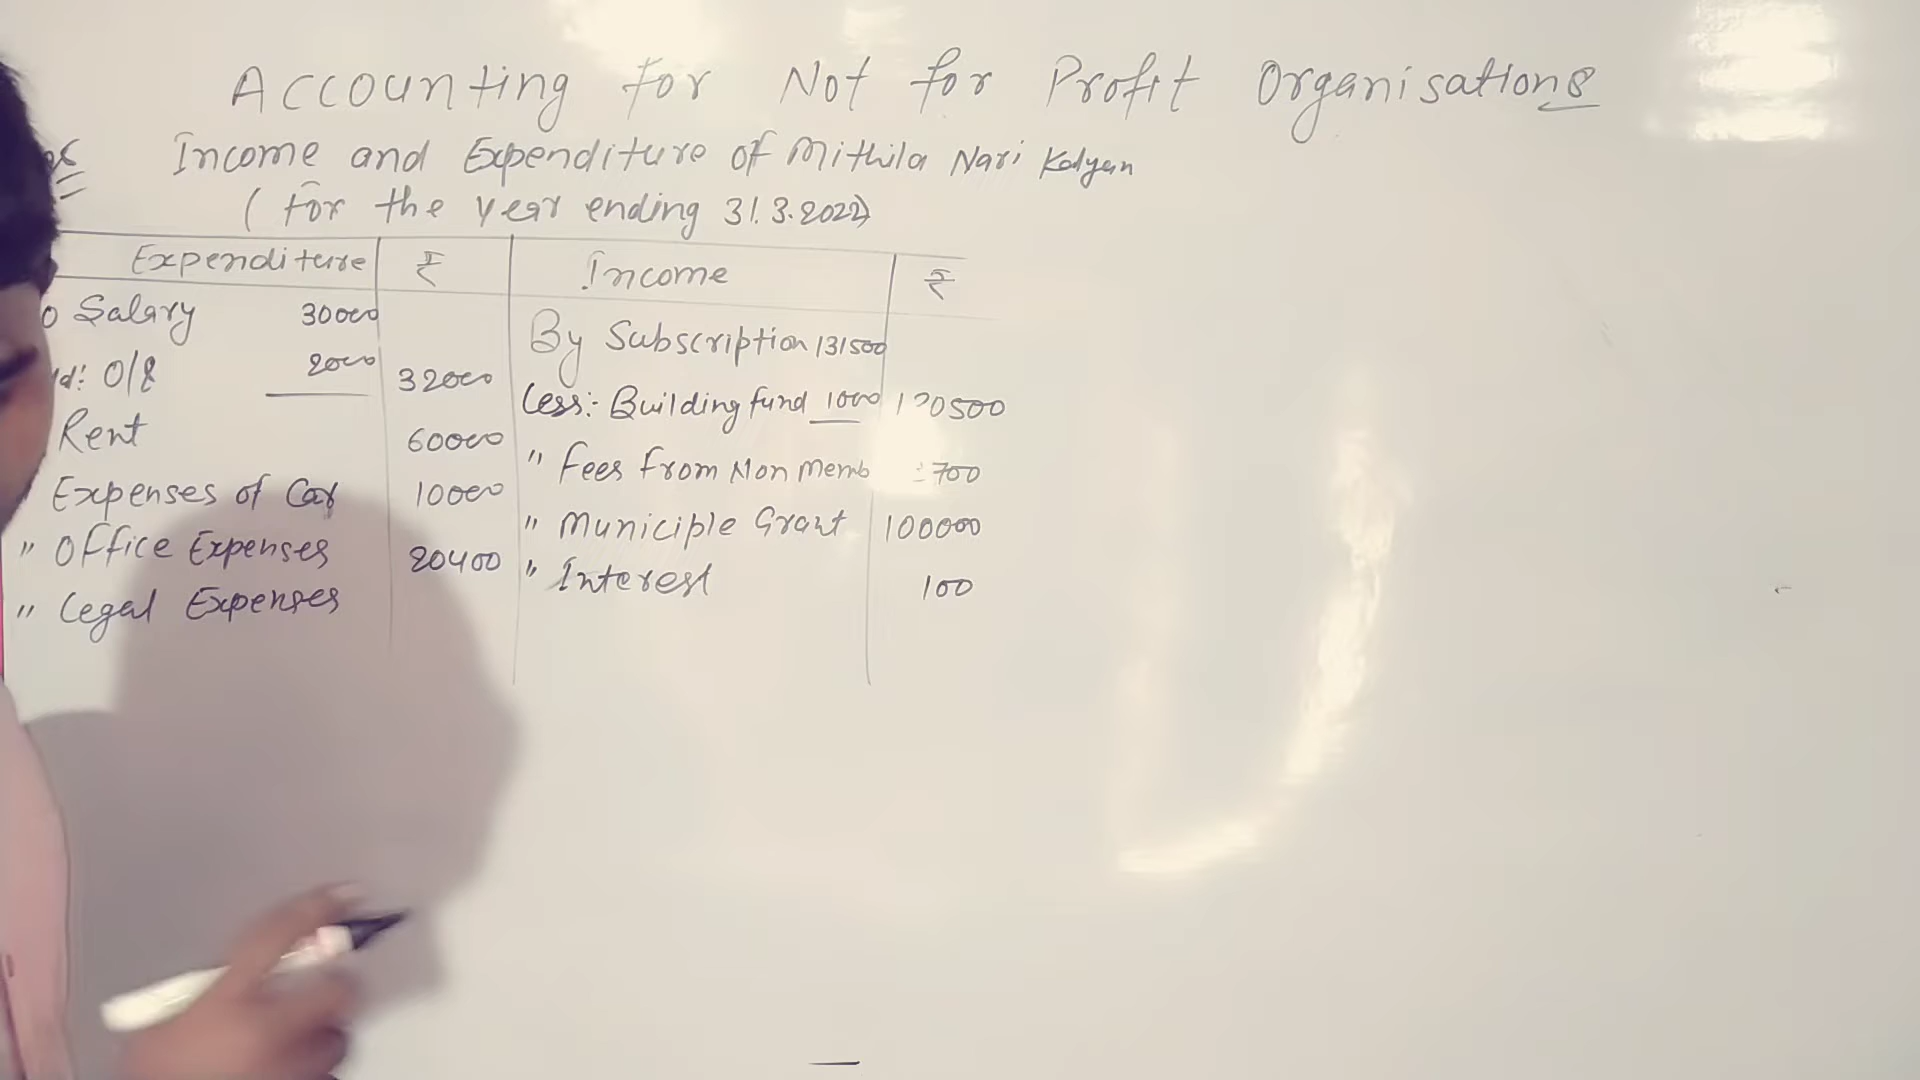 Accounting for Not for Profit Organisations
Income and Expenditure of Mithila Nari Kalyan
(For the year ending 31.3.2022)
Expenditure ₹ Income ₹
Salary 30000
O/S 2000 32000
Rent 60000
Expenses of Car 10000
" Office Expenses 20400
" Legal Expenses
By Subscription 131500
Less:- Building fund 1000
" Fees From Non Memb 700
" Municiple Grant 100000
" Interest 100